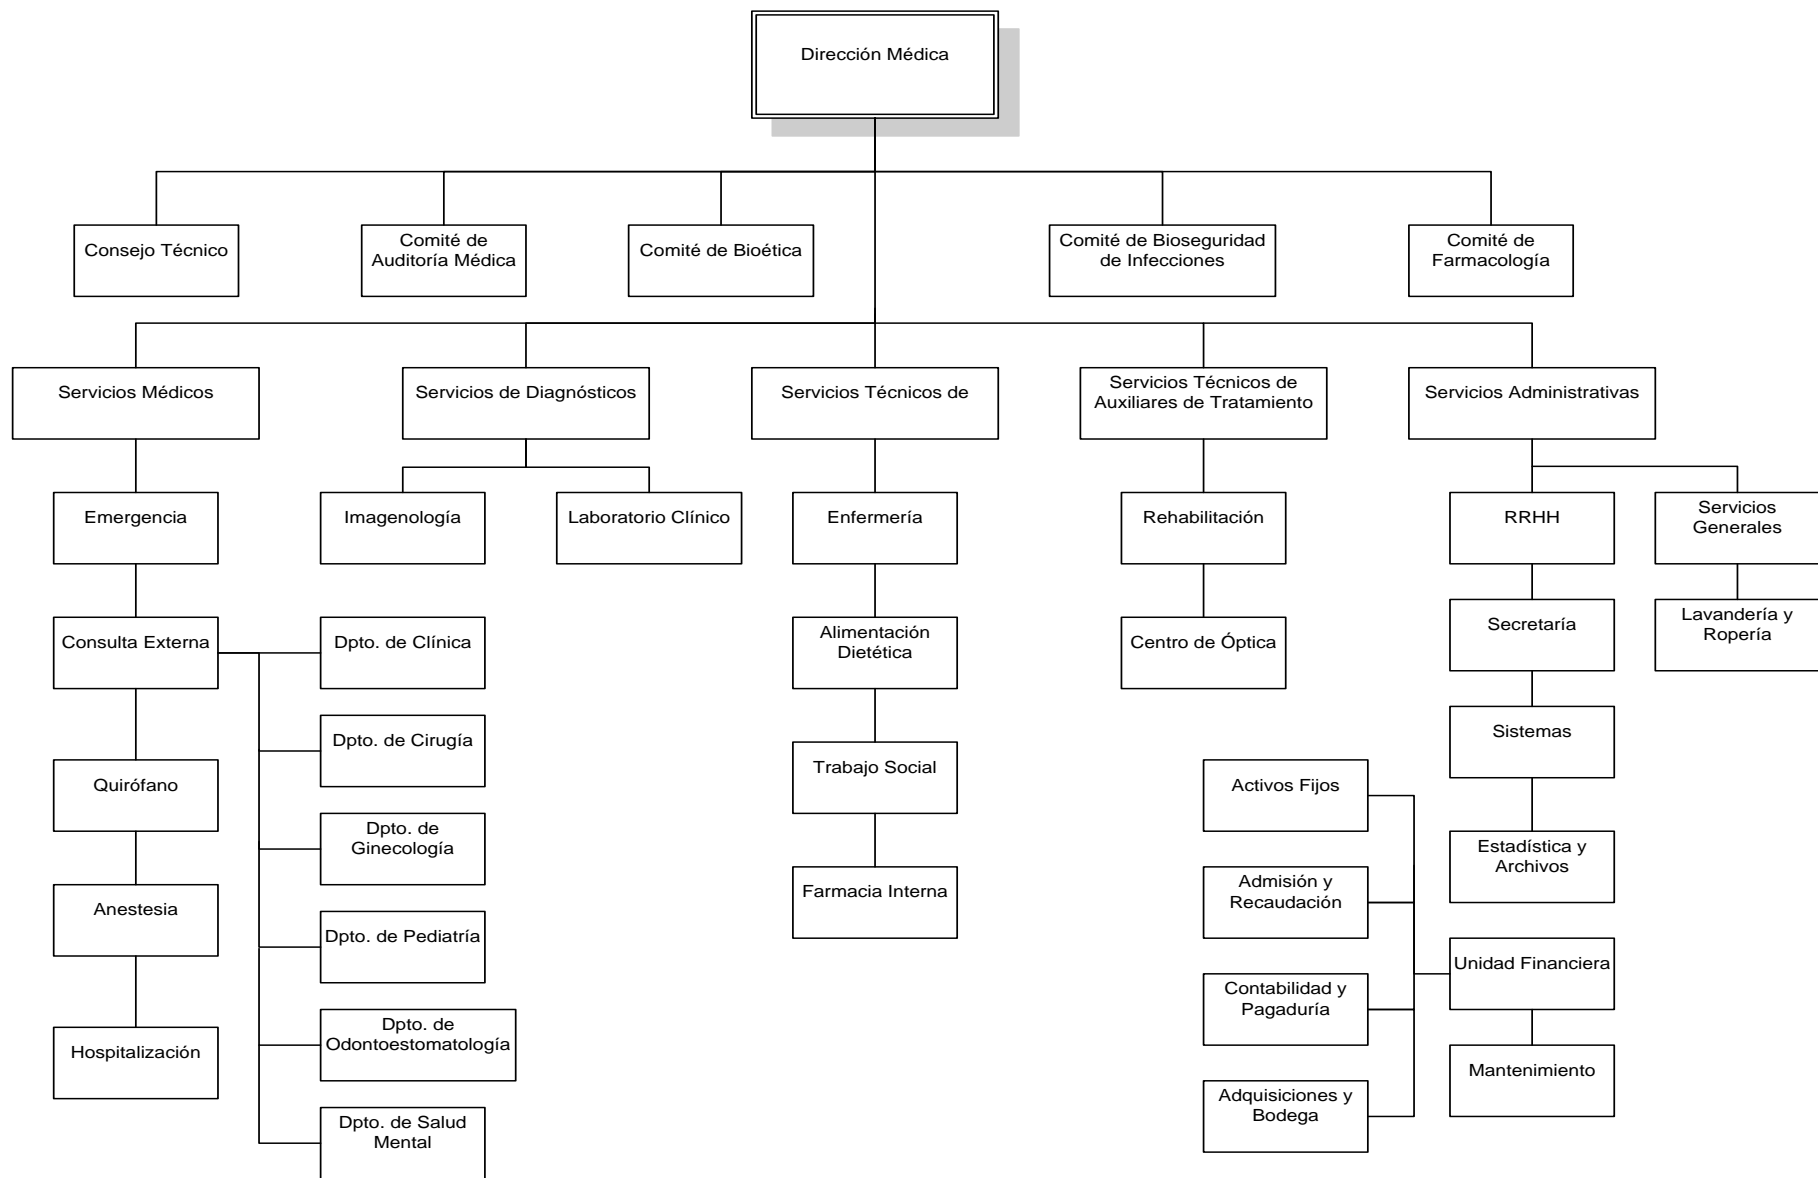 Dirección Médica
Consejo Técnico
Comité de
Auditoría Médica
Comité de Bioética
Comité de Bioseguridad
de Infecciones
Comité de
Farmacología
Servicios Médicos
Servicios de Diagnósticos
Servicios Técnicos de
Servicios Técnicos de
Auxiliares de Tratamiento
Servicios Administrativas
Emergencia
Imagenología
Laboratorio Clínico
Enfermería
Rehabilitación
RRHH
Servicios
Generales
Consulta Externa
Dpto. de Clínica
Alimentación
Dietética
Centro de Óptica
Secretaría
Lavandería y
Ropería
Dpto. de Cirugía
Sistemas
Quirófano
Trabajo Social
Activos Fijos
Dpto. de
Ginecología
Estadística y
Archivos
Anestesia
Farmacia Interna
Admisión y
Recaudación
Dpto. de Pediatría
Unidad Financiera
Contabilidad y
Pagaduría
Dpto. de
Odontoestomatología
Hospitalización
Mantenimiento
Adquisiciones y
Bodega
Dpto. de Salud
Mental